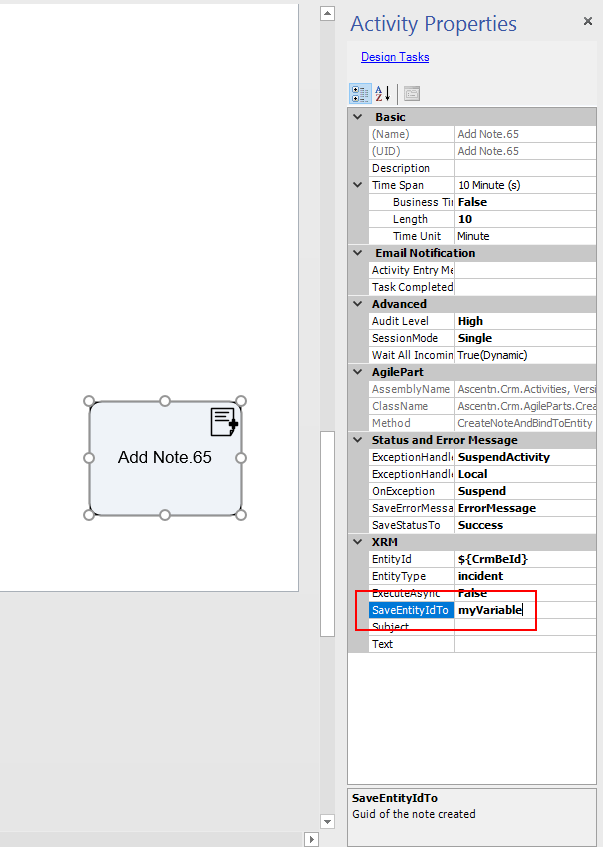 Activity Properties
Design Tasks
Basic
(Name) Add Note.65
(UID) Add Note.65
Description
Time Span 10 Minute (s)
Business Ti False
Length 10
Time Unit Minute
Email Notification
Activity Entry Me
Task Completed
Advanced
Audit Level High
SessionMode Single
Wait All Incomin True(Dynamic)
AgilePart
AssemblyName Ascentn.Crm.Activities, Versi
ClassName Ascentn.Crm.AgileParts.Crea
Method CreateNoteAndBindToEntity
Status and Error Message
ExceptionHandle SuspendActivity
ExceptionHandle Local
OnException Suspend
SaveErrorMessa ErrorMessage
SaveStatusTo Success
XRM
EntityId ${CrmBeId}
EntityType incident
ExecuteAsync False
SaveEntityIdTo myVariable
Subject
Text
SaveEntityIdTo
Guid of the note created
Add Note.65